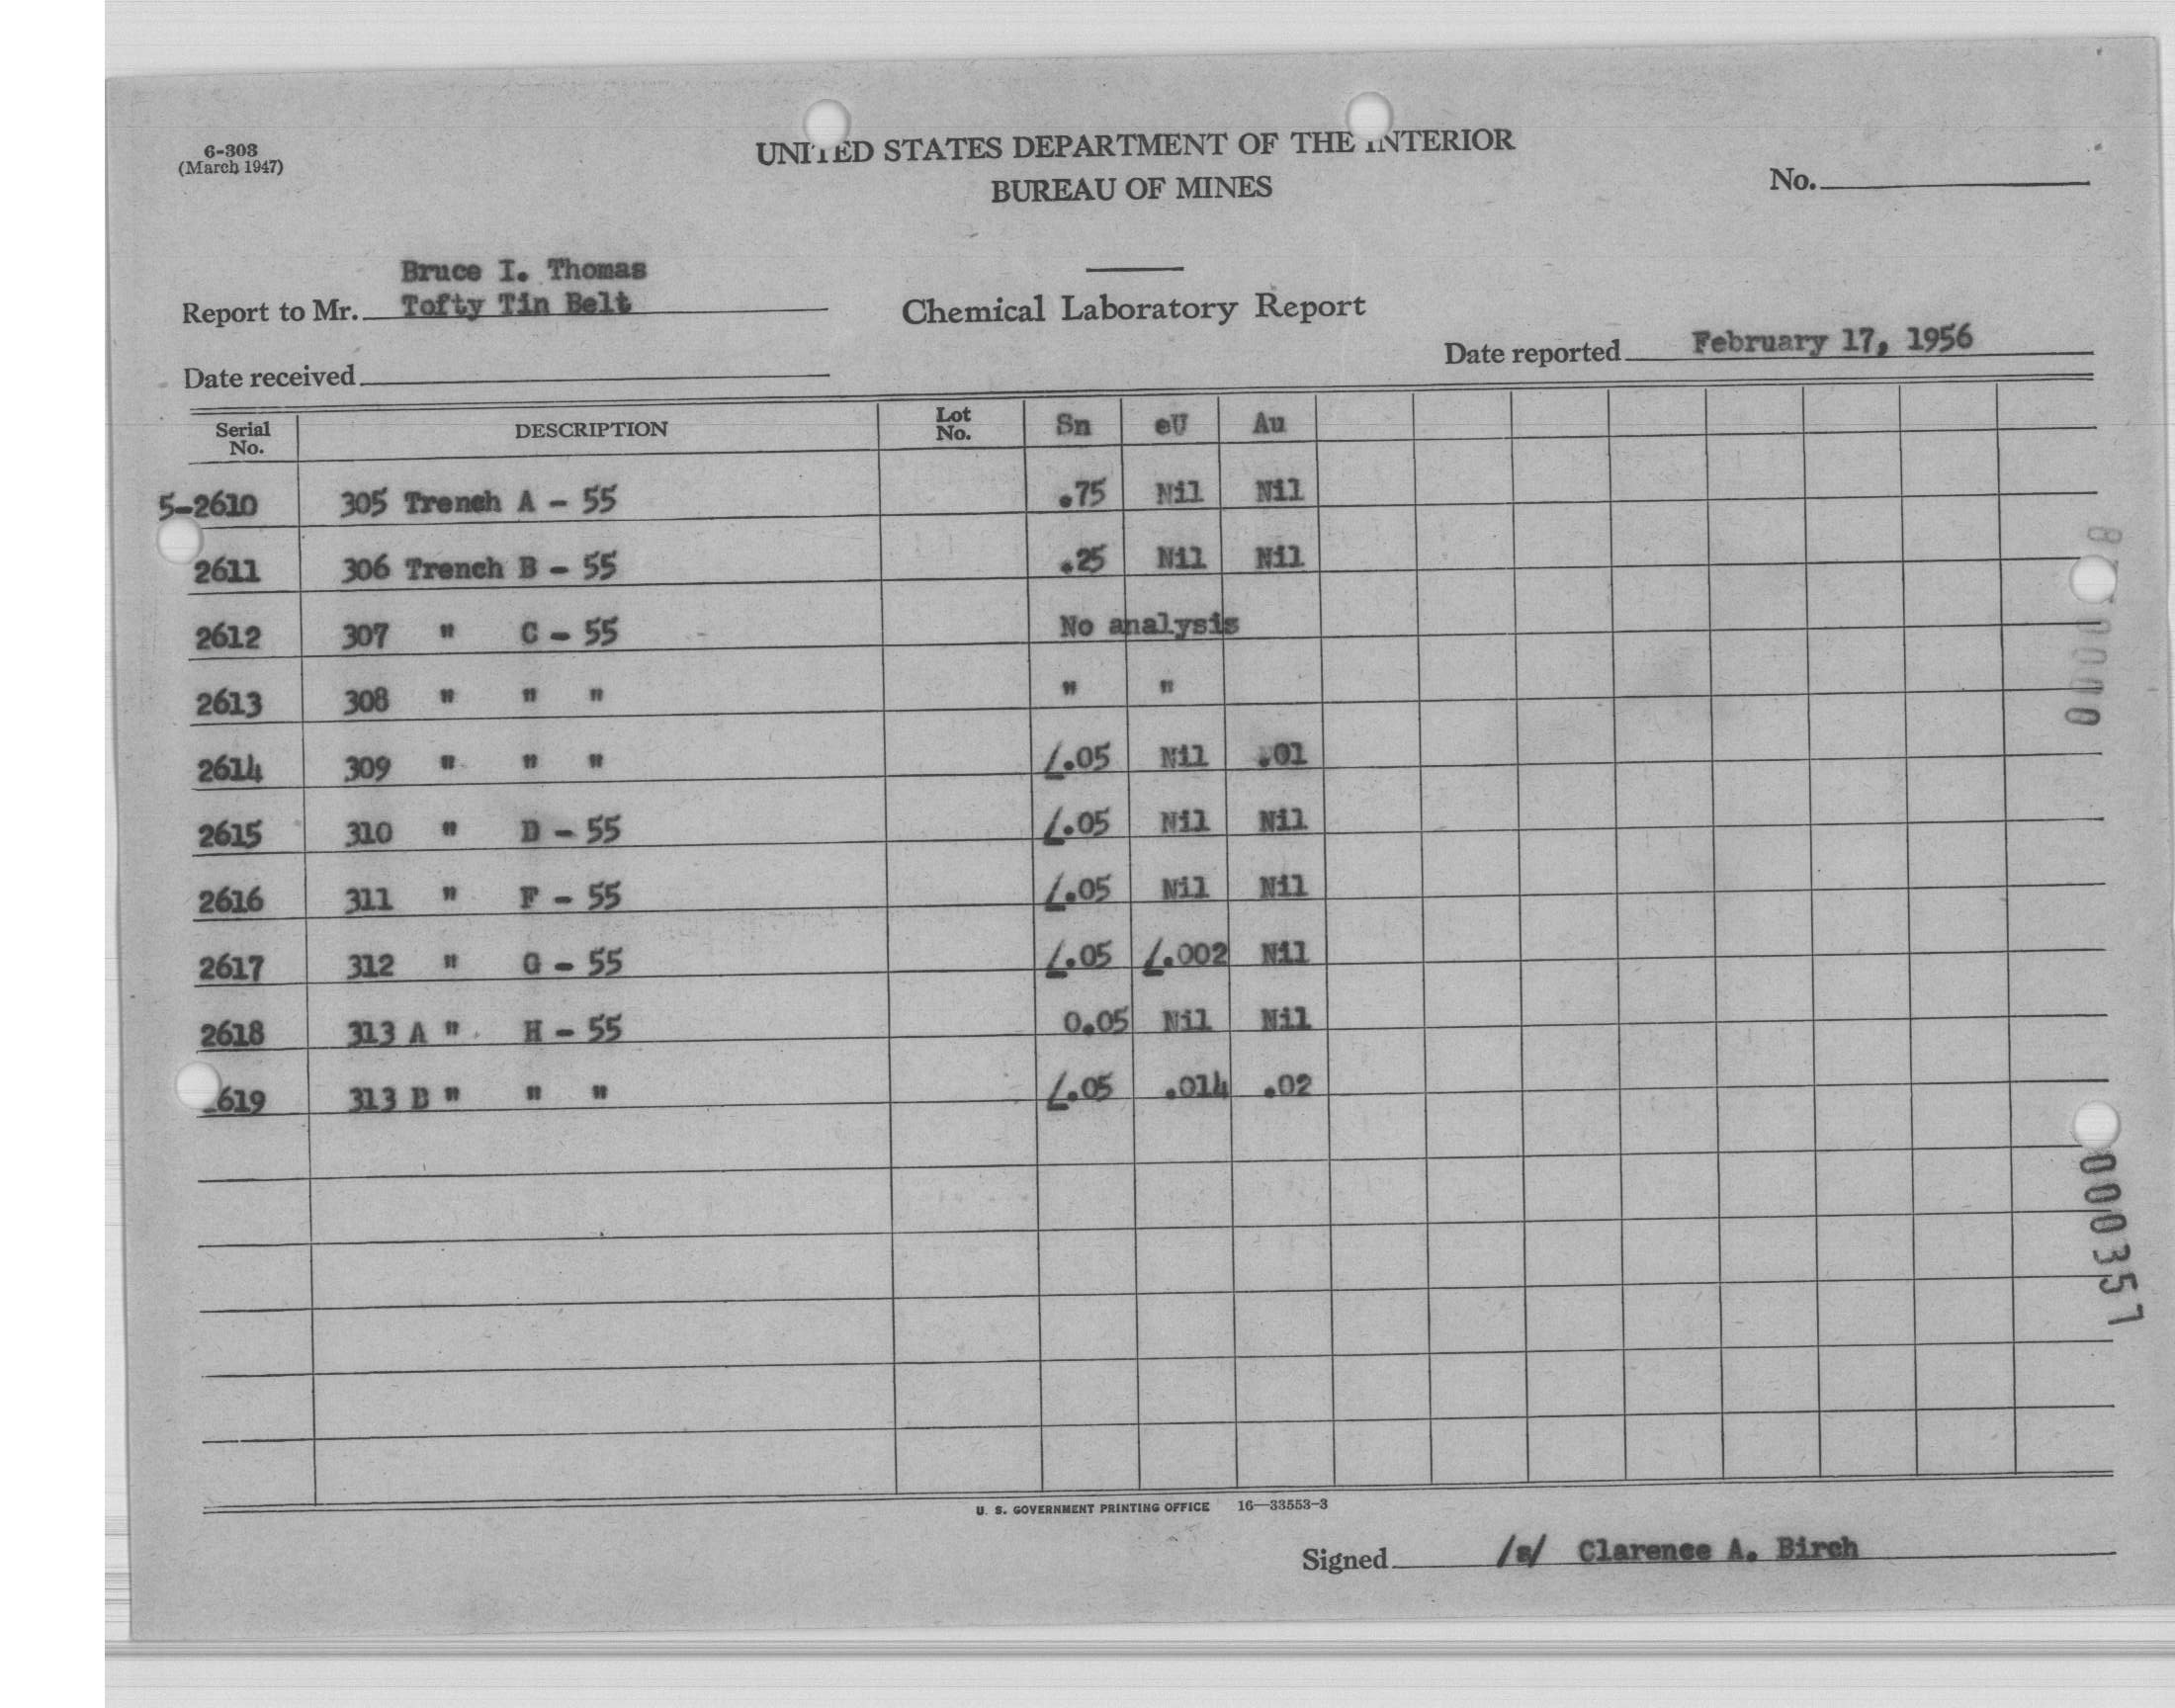 6-303
(March 1947)
UNITED STATES DEPARTMENT OF THE INTERIOR
BUREAU OF MINES
No.
Bruce I. Thomas
Report to Mr. Tofty Tin Belt
Chemical Laboratory Report
Date reported February 17, 1956
Date received
Serial No. DESCRIPTION Lot No. Sn eU Au
5-2610 305 Trench A - 55 .75 Nil Nil
2611 306 Trench B - 55 .25 Nil Nil
2612 307 " C - 55 No analysis
2613 308 " " " " "
2614 309 " " " <.05 Nil .01
2615 310 " D - 55 <.05 Nil Nil
2616 311 " F - 55 <.05 Nil Nil
2617 312 " G - 55 <.05 <.002 Nil
2618 313 A " H - 55 0.05 Nil Nil
619 313 B " " " <.05 .014 .02
000357
U. S. GOVERNMENT PRINTING OFFICE 16—33553-3
Signed /s/ Clarence A. Birch